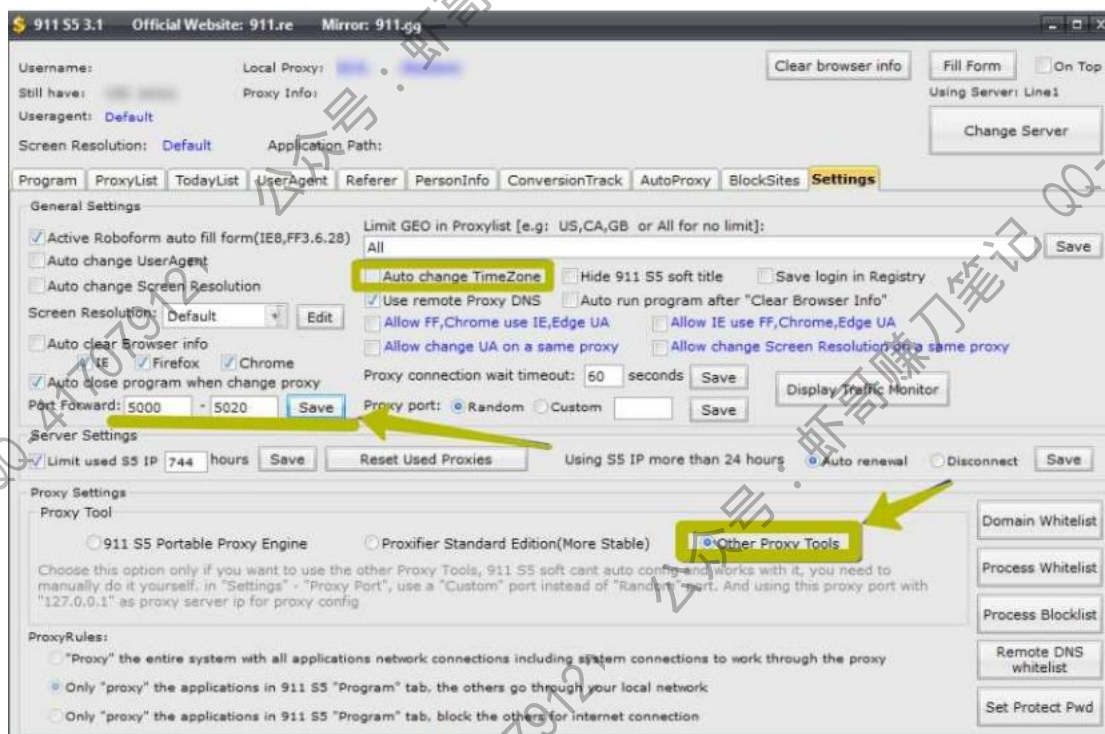 911 S5 3.1 Official Website: 911.re Mirror: 911.gg
Username: Local Proxy: Clear browser info Fill Form On Top
Still have: Proxy Info: Using Server: Line1
Useragent: Default
Change Server
Screen Resolution: Default Application Path:
Program ProxyList TodayList UserAgent Referer PersonInfo ConversionTrack AutoProxy BlockSites Settings
General Settings
Limit GEO in Proxylist [e.g: US,CA,GB or All for no limit]:
Active Roboform auto fill form(IE8,FF3.6.28)
All Save
Auto change UserAgent
Auto change TimeZone Hide 911 S5 soft title Save login in Registry
Auto change Screen Resolution
Use remote Proxy DNS Auto run program after "Clear Browser Info"
Screen Resolution: Default Edit
Allow FF,Chrome use IE,Edge UA Allow IE use FF,Chrome,Edge UA
Auto clear Browser info
Allow change UA on a same proxy Allow change Screen Resolution on a same proxy
IE Firefox Chrome
Auto close program when change proxy
Proxy connection wait timeout: 60 seconds Save Display Traffic Monitor
Port Forward: 5000 - 5020 Save Proxy port: Random Custom Save
Server Settings
Limit used S5 IP 744 hours Save Reset Used Proxies Using S5 IP more than 24 hours Auto renewal Disconnect Save
Proxy Settings
Proxy Tool
911 S5 Portable Proxy Engine Proxifier Standard Edition(More Stable) Other Proxy Tools
Choose this option only if you want to use the other Proxy Tools, 911 S5 soft cant auto config and works with it, you need to
manually do it yourself. in "Settings" - "Proxy Port", use a "Custom" port instead of "Random" port. And using this proxy port with
"127.0.0.1" as proxy server ip for proxy config
Domain Whitelist
Process Whitelist
Process Blocklist
Remote DNS
whitelist
Set Protect Pwd
ProxyRules:
"Proxy" the entire system with all applications network connections including system connections to work through the proxy
Only "proxy" the applications in 911 S5 "Program" tab, the others go through your local network
Only "proxy" the applications in 911 S5 "Program" tab, block the others for internet connection
公众号：虾哥赚刀笔记 QQ-417079121